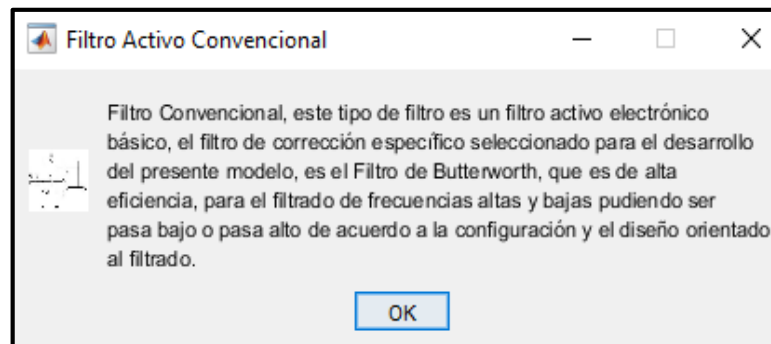 Filtro Activo Convencional
Filtro Convencional, este tipo de filtro es un filtro activo electrónico
básico, el filtro de corrección específico seleccionado para el desarrollo
del presente modelo, es el Filtro de Butterworth, que es de alta
eficiencia, para el filtrado de frecuencias altas y bajas pudiendo ser
pasa bajo o pasa alto de acuerdo a la configuración y el diseño orientado
al filtrado.
OK